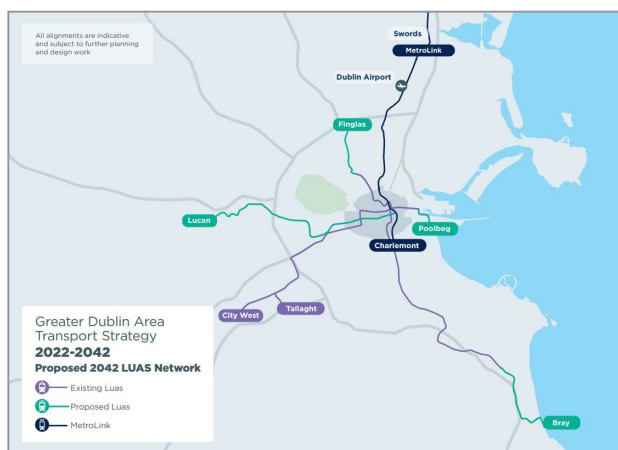 All alignments are indicative
and subject to further planning
and design work
Swords
MetroLink
Dublin Airport
Finglas
Lucan
Poolbeg
Charlemont
City West
Tallaght
Bray
Greater Dublin Area
Transport Strategy
2022-2042
Proposed 2042 LUAS Network
Existing Luas
Proposed Luas
MetroLink